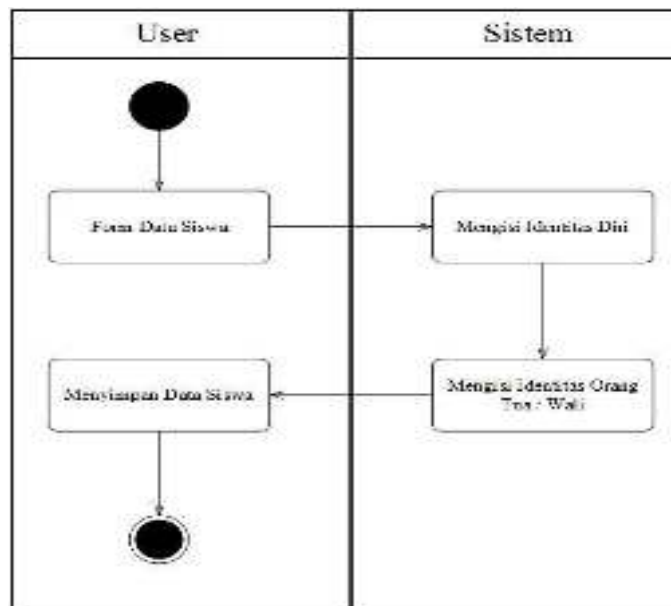 User
Sistem
Form Data Siswa
Mengisi Identitas Diri
Menyimpan Data Siswa
Mengisi Identitas Orang
Tua / Wali